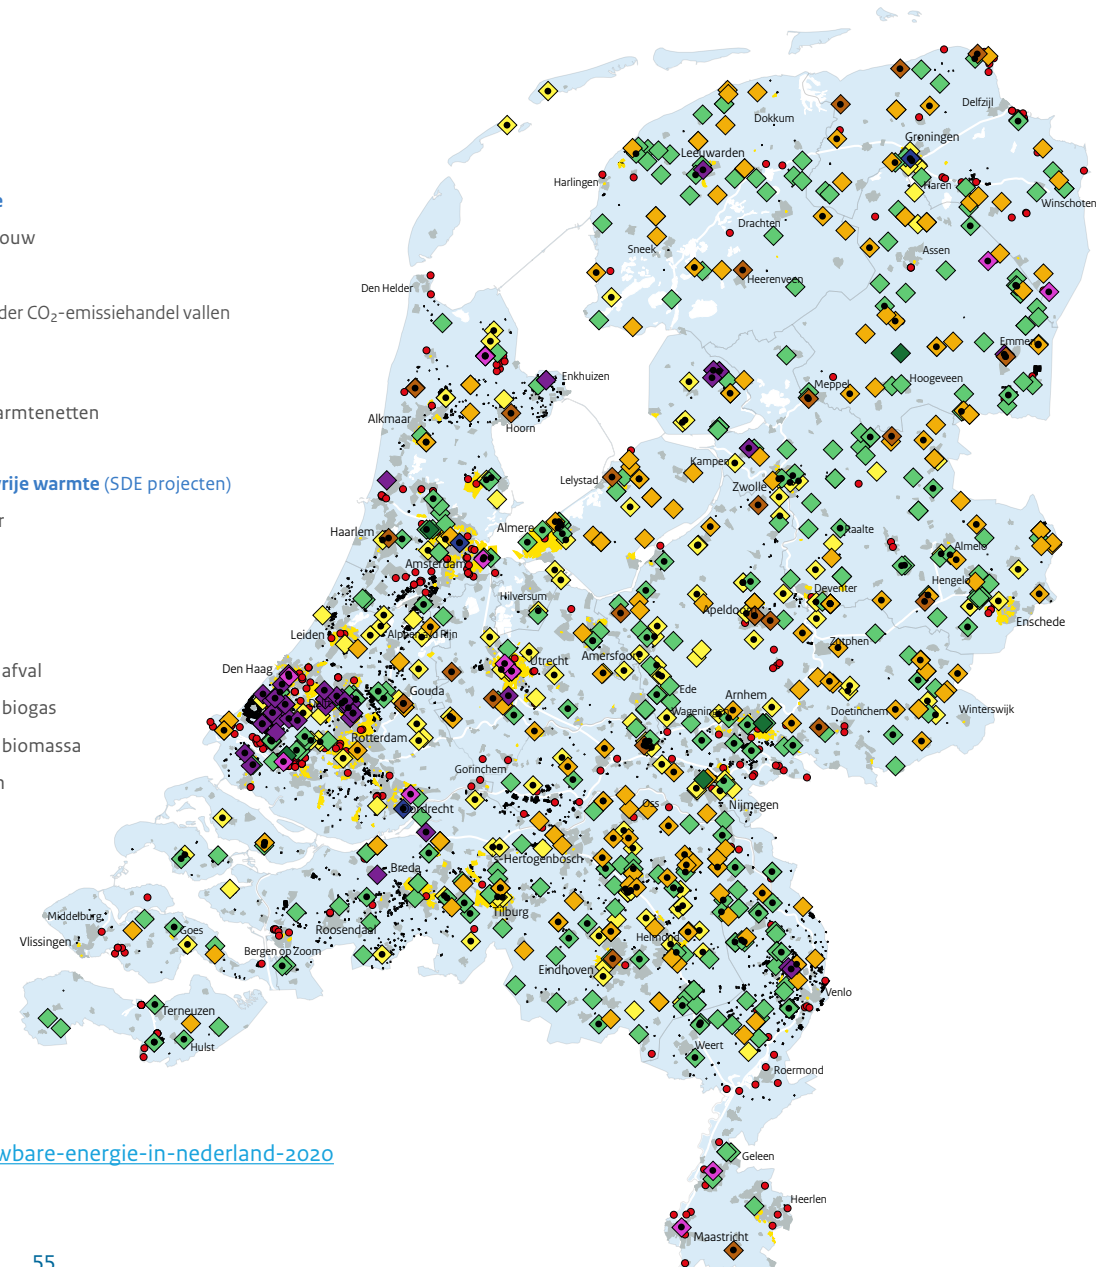 e
ouw
der CO₂-emissiehandel vallen
armtenetten
vrije warmte (SDE projecten)
r
afval
biogas
biomassa
n
Delfzijl
Dokkum
Groningen
Leeuwarden
Harlingen
Haren
Winschoten
Drachten
Sneek
Assen
Heerenveen
Den Helder
Emmen
Enkhuizen
Meppel
Hoogeveen
Alkmaar
Hoorn
Kampen
Lelystad
Zwolle
Haarlem
Almere
Raalte
Almelo
Amsterdam
Hengelo
Hilversum
Deventer
Apeldoorn
Enschede
Leiden
Alphen a/d Rijn
Zutphen
Den Haag
Utrecht
Amersfoort
Gouda
Ede
Arnhem
Delft
Wageningen
Doetinchem
Winterswijk
Rotterdam
Gorinchem
Dordrecht
Oss
Nijmegen
's-Hertogenbosch
Breda
Tilburg
Middelburg
Goes
Roosendaal
Vlissingen
Bergen op Zoom
Helmond
Eindhoven
Venlo
Terneuzen
Hulst
Weert
Roermond
wbare-energie-in-nederland-2020
Geleen
Heerlen
Maastricht
55